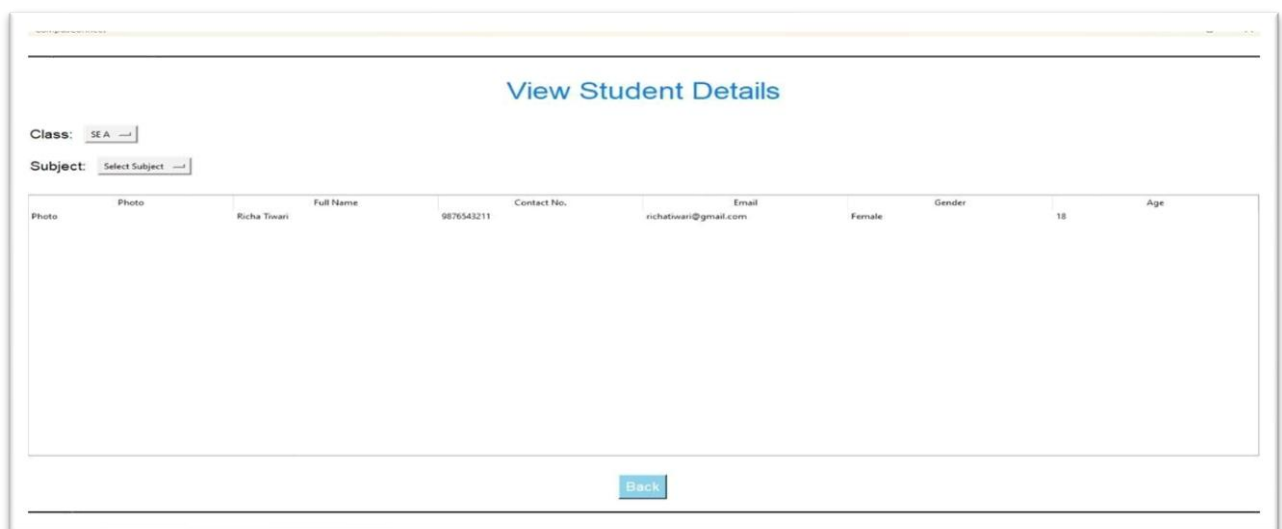 View Student Details
Class: SE A
Subject: Select Subject
Photo Full Name Contact No. Email Gender Age
Photo Richa Tiwari 9876543211 richatiwari@gmail.com Female 18
Back